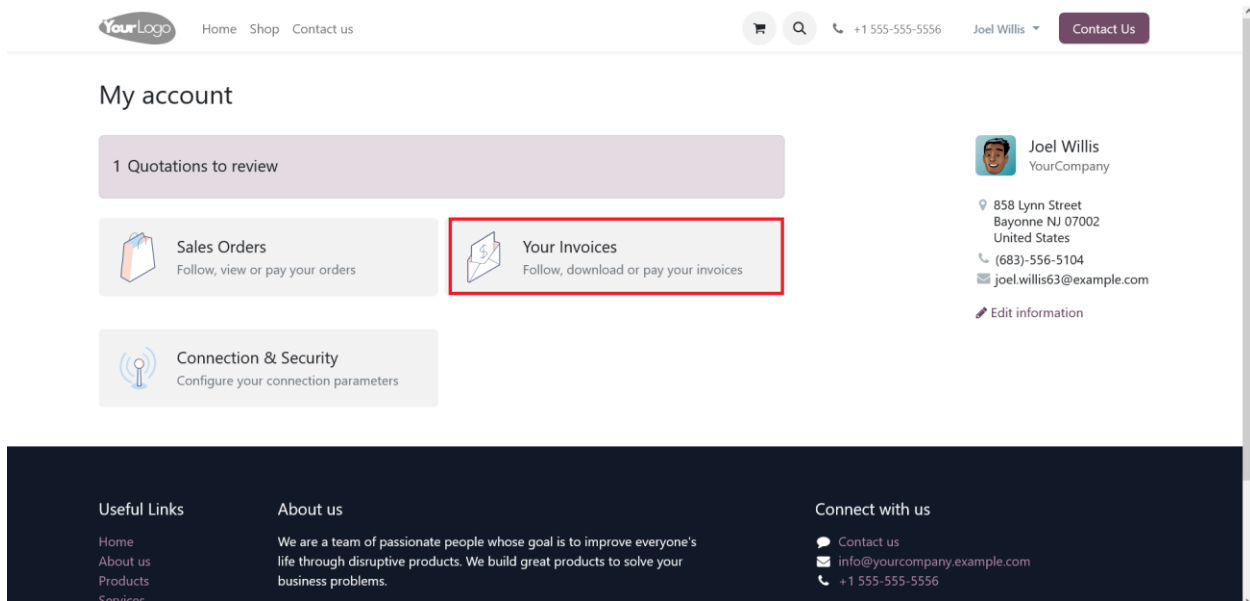 YourLogo
Home Shop Contact us
+1 555-555-5556
Joel Willis
Contact Us
My account
1 Quotations to review
Sales Orders
Follow, view or pay your orders
Your Invoices
Follow, download or pay your invoices
Connection & Security
Configure your connection parameters
Joel Willis
YourCompany
858 Lynn Street
Bayonne NJ 07002
United States
(683)-556-5104
joel.willis63@example.com
Edit information
Useful Links
Home
About us
Products
Services
About us
We are a team of passionate people whose goal is to improve everyone's
life through disruptive products. We build great products to solve your
business problems.
Connect with us
Contact us
info@yourcompany.example.com
+1 555-555-5556